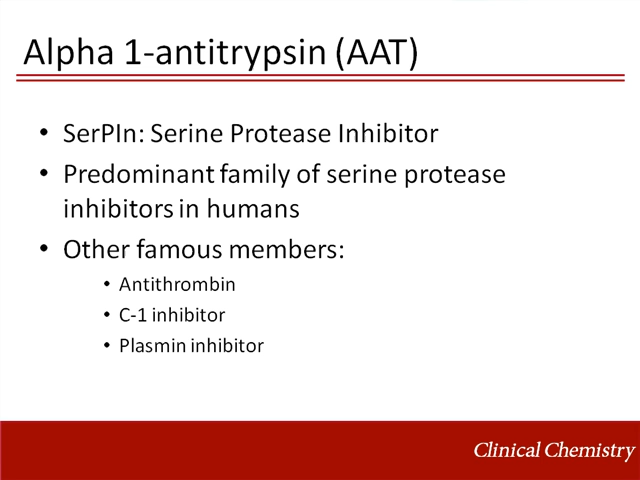 Alpha 1-antitrypsin (AAT)
• SerPIn: Serine Protease Inhibitor
• Predominant family of serine protease
inhibitors in humans
• Other famous members:
• Antithrombin
• C-1 inhibitor
• Plasmin inhibitor
Clinical Chemistry